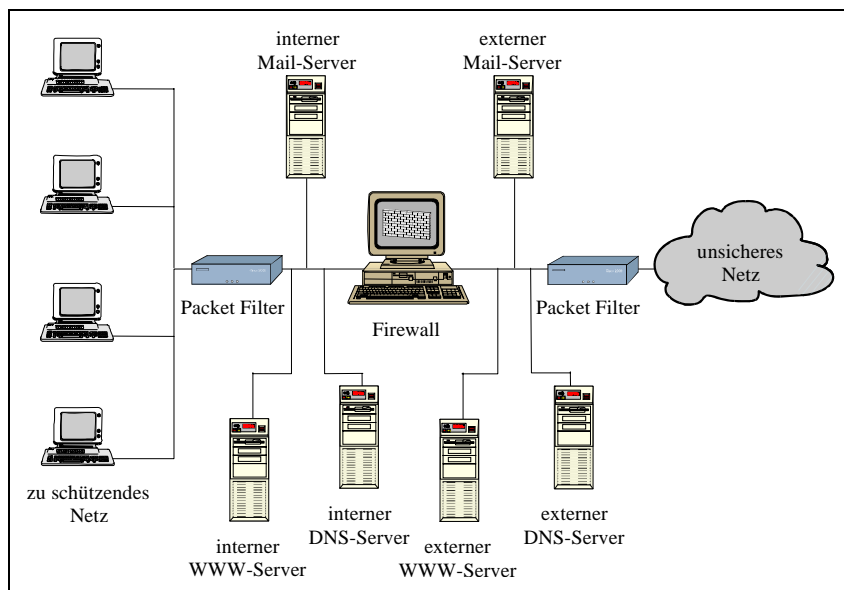 interner
Mail-Server
externer
Mail-Server
unsicheres
Netz
Packet Filter
Firewall
Packet Filter
zu schützendes
Netz
interner
WWW-Server
interner
DNS-Server
externer
WWW-Server
externer
DNS-Server